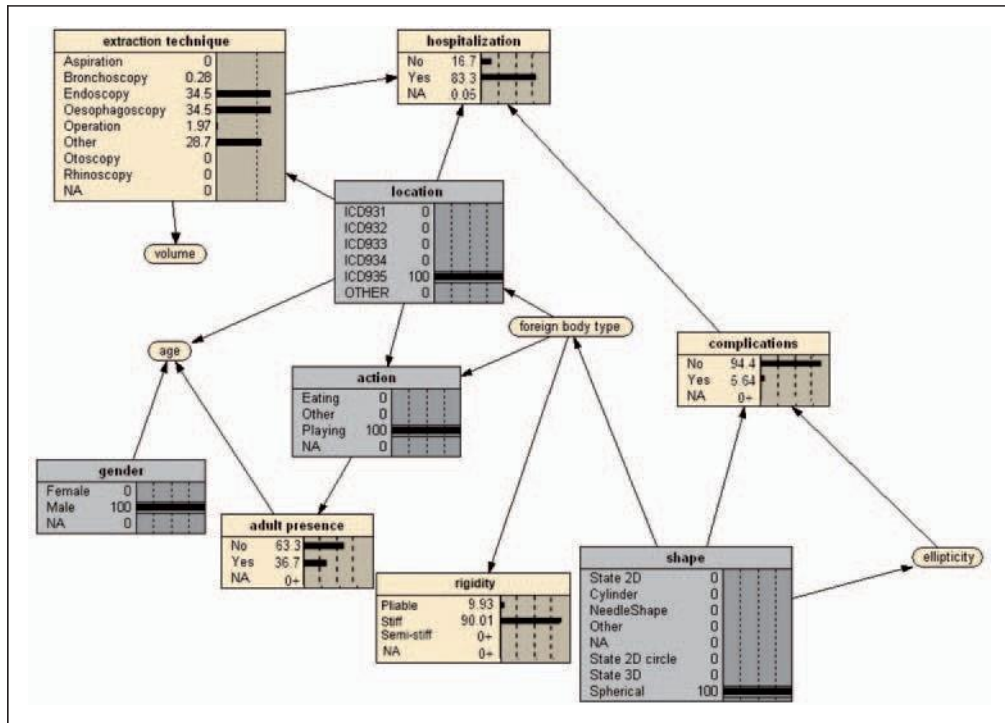 extraction technique
Aspiration 0
Bronchoscopy 0.28
Endoscopy 34.5
Oesophagoscopy 34.5
Operation 1.97
Other 28.7
Otoscopy 0
Rhinoscopy 0
NA 0
hospitalization
No 16.7
Yes 83.3
NA 0.05
location
ICD931 0
ICD932 0
ICD933 0
ICD934 0
ICD935 100
OTHER 0
volume
foreign body type
age
complications
No 94.4
Yes 5.64
NA 0+
action
Eating 0
Other 0
Playing 100
NA 0
gender
Female 0
Male 100
NA 0
adult presence
No 63.3
Yes 36.7
NA 0+
rigidity
Pliable 9.93
Stiff 90.01
Semi-stiff 0+
NA 0+
shape
State 2D 0
Cylinder 0
NeedleShape 0
Other 0
NA 0
State 2D circle 0
State 3D 0
Spherical 100
ellipticity